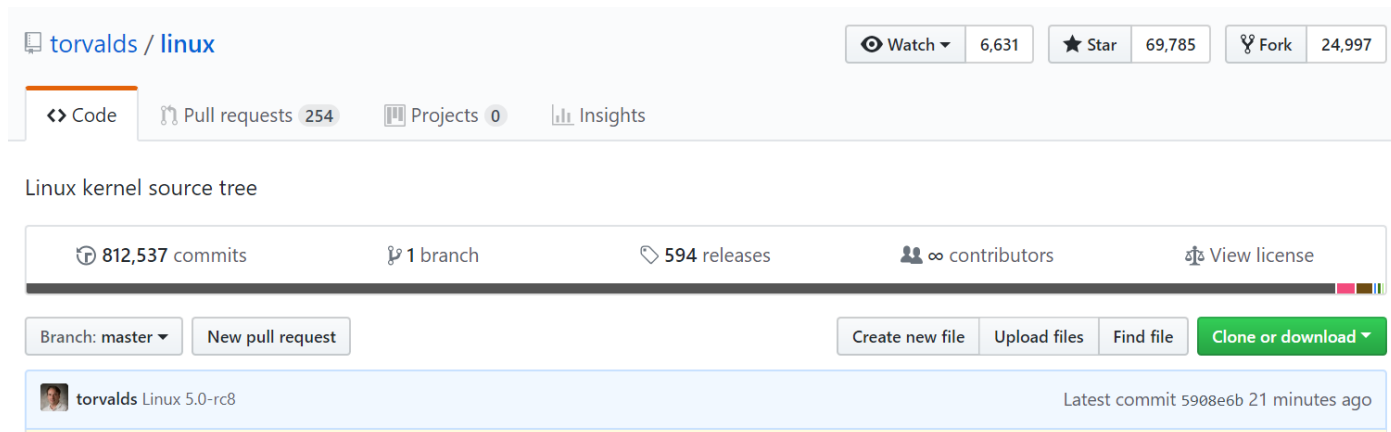 torvalds / linux Watch 6,631 Star 69,785 Fork 24,997
Code Pull requests 254 Projects 0 Insights
Linux kernel source tree
812,537 commits 1 branch 594 releases ∞ contributors View license
Branch: master New pull request Create new file Upload files Find file Clone or download
torvalds Linux 5.0-rc8 Latest commit 5908e6b 21 minutes ago